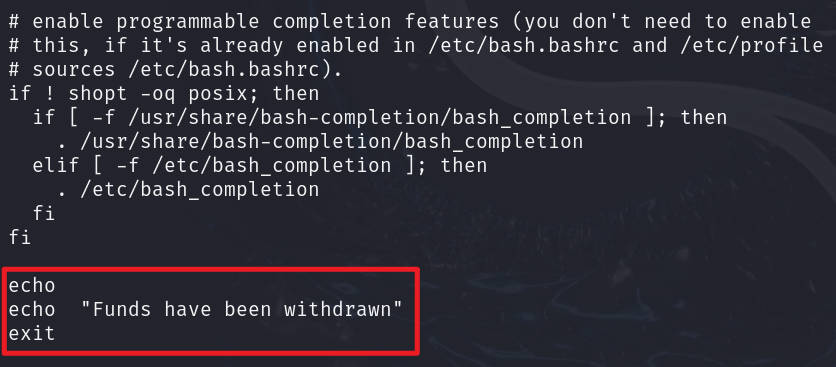 # enable programmable completion features (you don't need to enable
# this, if it's already enabled in /etc/bash.bashrc and /etc/profile
# sources /etc/bash.bashrc).
if ! shopt -oq posix; then
  if [ -f /usr/share/bash-completion/bash_completion ]; then
    . /usr/share/bash-completion/bash_completion
  elif [ -f /etc/bash_completion ]; then
    . /etc/bash_completion
  fi
fi

echo
echo  "Funds have been withdrawn"
exit